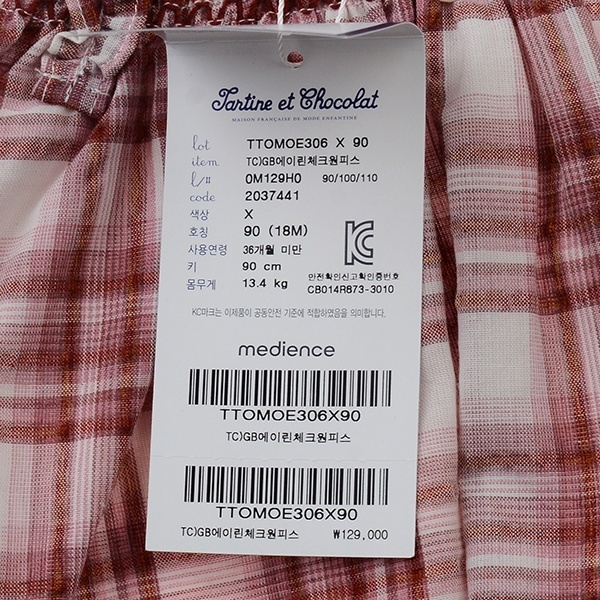 Tartine et Chocolat
MAISON FRANÇAISE DE MODE ENFANTINE
lot TTOMOE306 X 90
item TC)GB에이린체크원피스
l/# 0M129H0 90/100/110
code 2037441
색상 X
호칭 90 (18M)
사용연령 36개월 미만
키 90 cm
몸무게 13.4 kg
안전확인신고확인증번호
CB014R873-3010
KC마크는 이제품이 공통안전 기준에 적합하였음을 의미합니다.
medience
TTOMOE306X90
TC)GB에이린체크원피스
TTOMOE306X90
TC)GB에이린체크원피스 ₩129,000